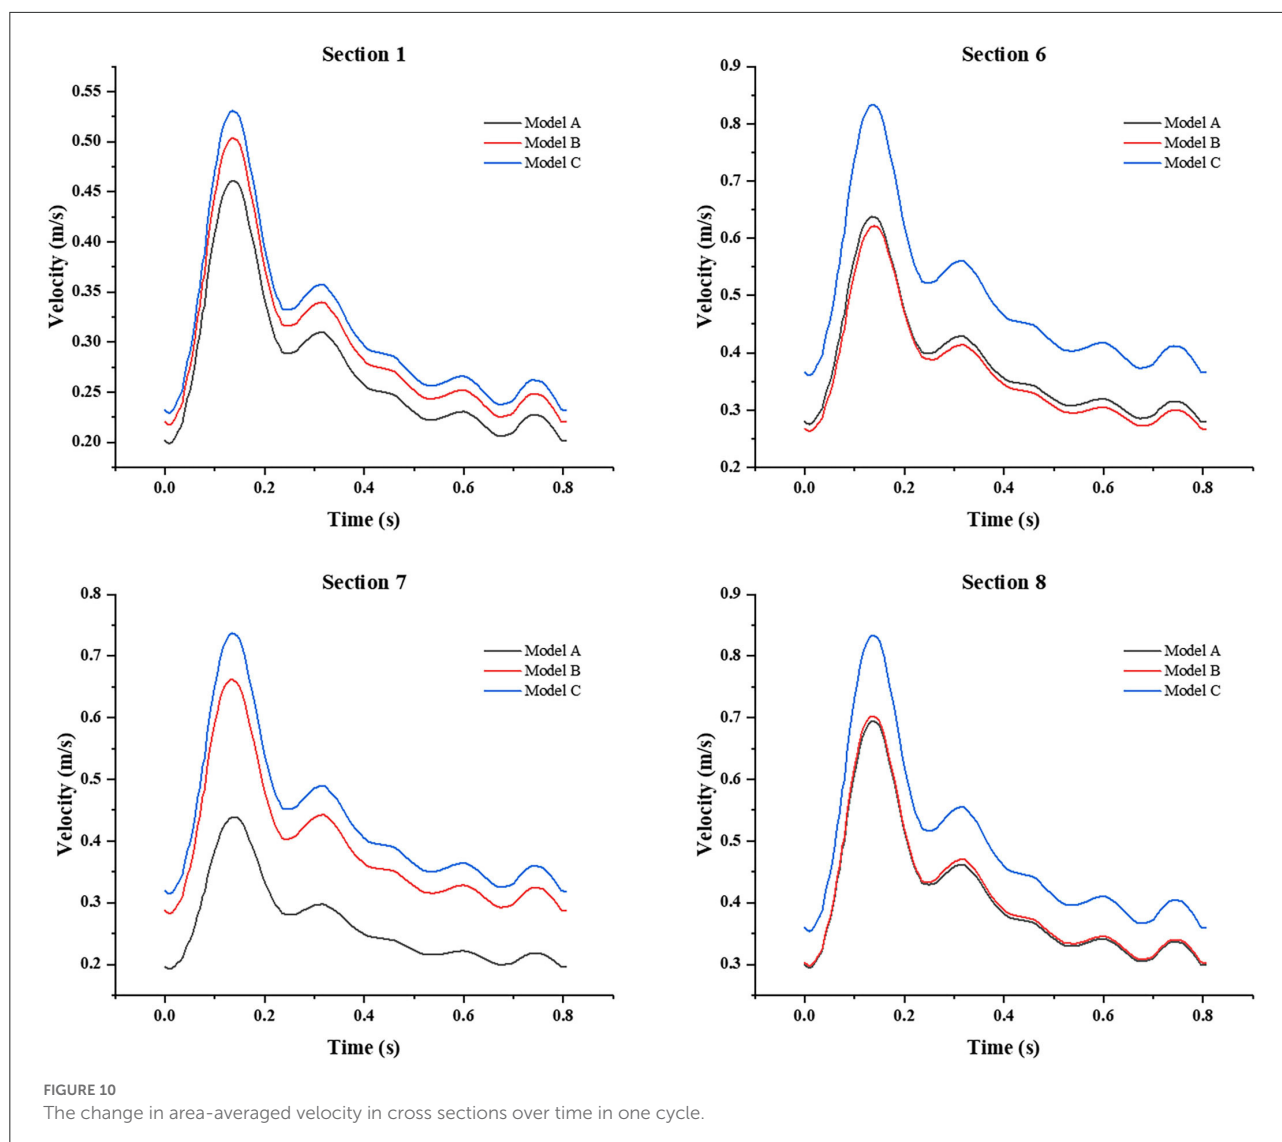 Section 1
0.55
0.50
0.45
0.40
0.35
0.30
0.25
0.20
Velocity (m/s)
Model A
Model B
Model C
0.0 0.2 0.4 0.6 0.8
Time (s)
Section 6
0.9
0.8
0.7
0.6
0.5
0.4
0.3
0.2
Velocity (m/s)
Model A
Model B
Model C
0.0 0.2 0.4 0.6 0.8
Time (s)
Section 7
0.8
0.7
0.6
0.5
0.4
0.3
0.2
Velocity (m/s)
Model A
Model B
Model C
0.0 0.2 0.4 0.6 0.8
Time (s)
Section 8
0.9
0.8
0.7
0.6
0.5
0.4
0.3
Velocity (m/s)
Model A
Model B
Model C
0.0 0.2 0.4 0.6 0.8
Time (s)
FIGURE 10
The change in area-averaged velocity in cross sections over time in one cycle.